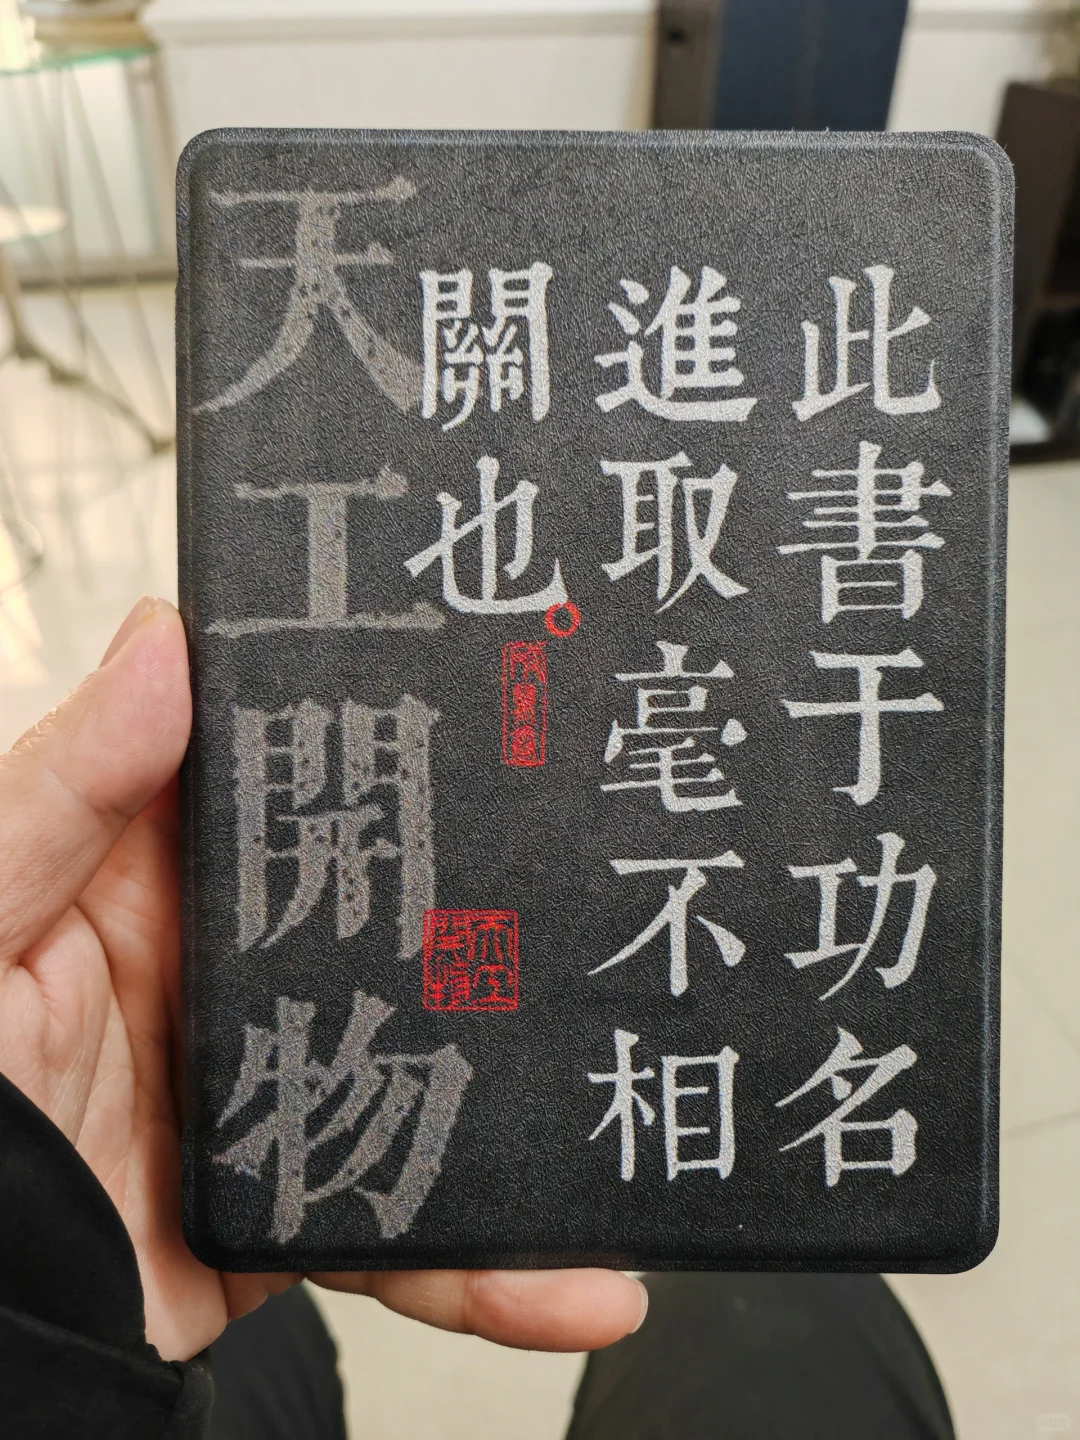 此書于功名
進取毫不相
關也。
天工開物